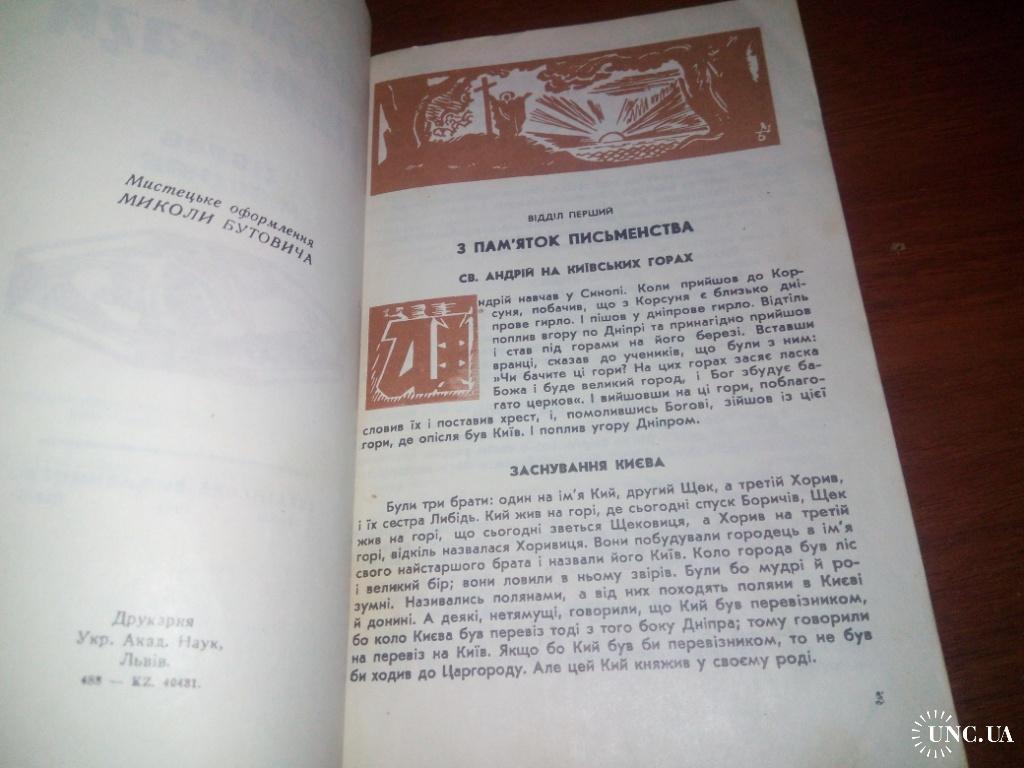 Мистецьке оформлення
МИКОЛИ БУТОВИЧА
Друкарня
Укр. Акад. Наук,
Львів.
488 — KZ. 40431.
ВІДДІЛ ПЕРШИЙ
З ПАМ'ЯТОК ПИСЬМЕНСТВА
СВ. АНДРІЙ НА КИЇВСЬКИХ ГОРАХ
Андрій навчав у Синопі. Коли прийшов до Кор-
суня, побачив, що з Корсуня є близько дні-
прове гирло. І пішов у дніпрове гирло. Відтіль
поплив вгору по Дніпрі та принагідно прийшов
і став під горами на його березі. Вставши
вранці, сказав до учеників, що були з ним:
»Чи бачите ці гори? На цих горах засяє ласка
Божа і буде великий город, і Бог збудує ба-
гато церков«. І вийшовши на ці гори, поблаго-
словив їх і поставив хрест, і, помолившись Богові, зійшов із цієї
гори, де опісля був Київ. І поплив угору Дніпром.
ЗАСНУВАННЯ КИЄВА
Були три брати: один на ім'я Кий, другий Щек, а третій Хорив,
і їх сестра Либідь. Кий жив на горі, де сьогодні спуск Боричів, Щек
жив на горі, що сьогодні зветься Щековиця, а Хорив на третій
горі, відкіль назвалася Хоривиця. Вони побудували городець в ім'я
свого найстаршого брата і назвали його Київ. Коло города був ліс
і великий бір; вони ловили в ньому звірів. Були бо мудрі й ро-
зумні. Називались полянами, а від них походять поляни в Києві
й донині. А деякі, нетямущі, говорили, що Кий був перевізником,
бо коло Києва був перевіз тоді з того боку Дніпра; тому говорили
на перевіз на Київ. Якщо бо Кий був би перевізником, то не був
би ходив до Царгороду. Але цей Кий княжив у своєму роді.
UNC.UA